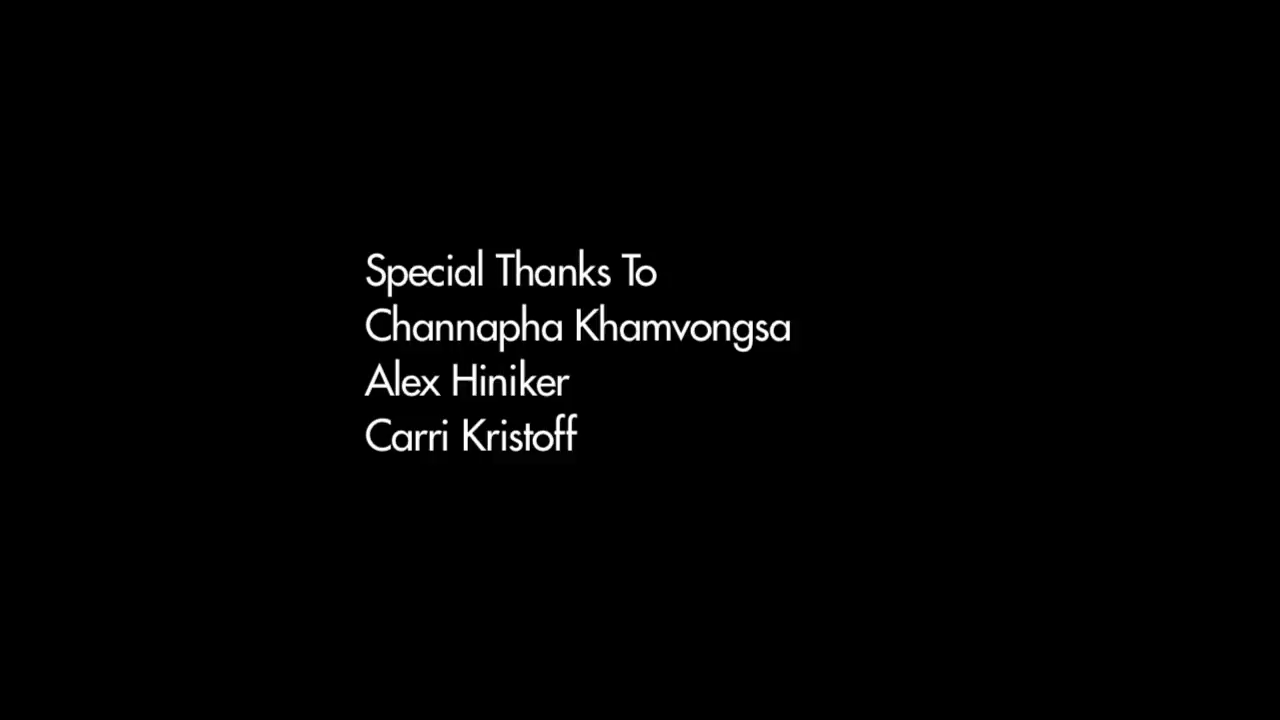 Special Thanks To
Channapha Khamvongsa
Alex Hiniker
Carri Kristoff